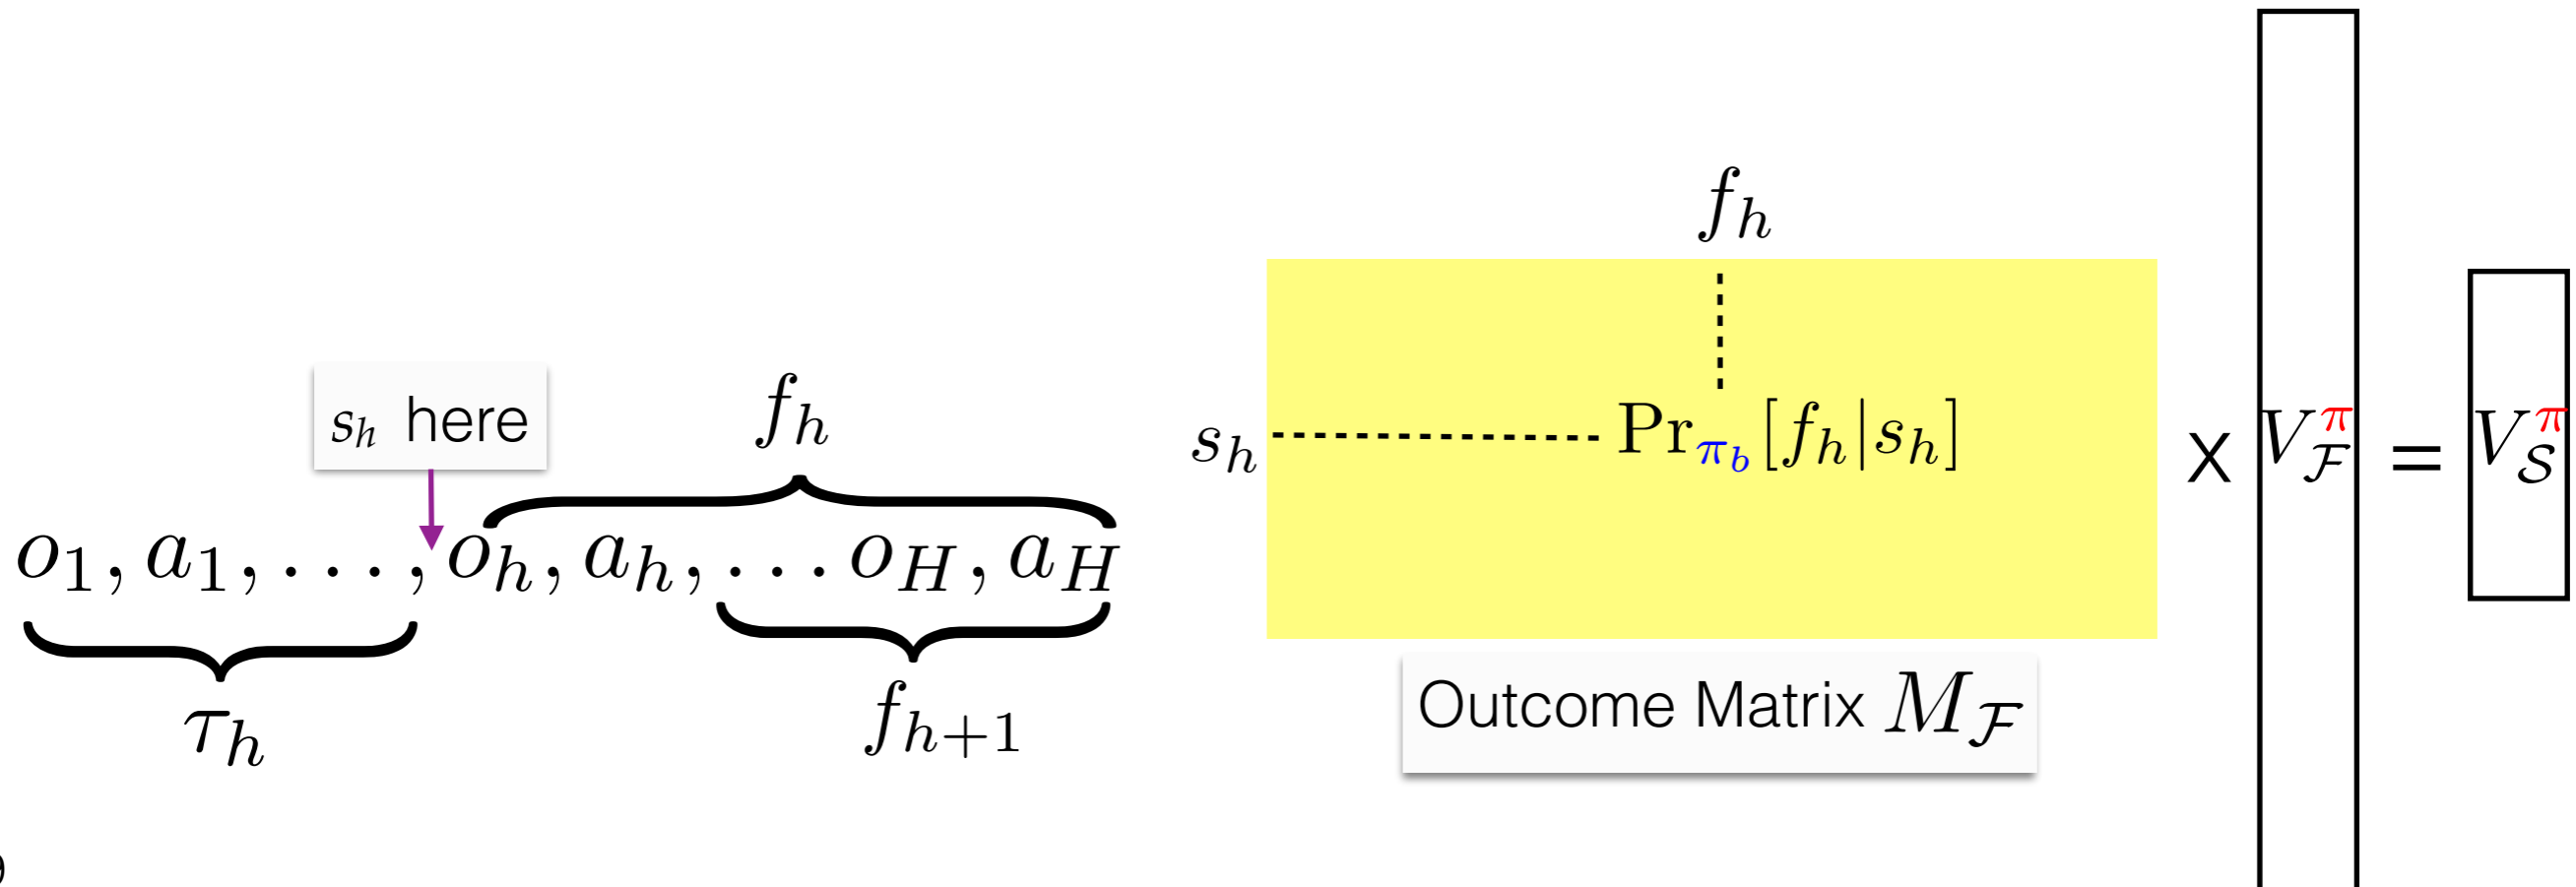 s_h here
f_h
o_1, a_1, ..., o_h, a_h, ... o_H, a_H
τ_h
f_{h+1}
f_h
s_h Pr_{π_b}[f_h|s_h] X V_F^π = V_S^π
Outcome Matrix M_F